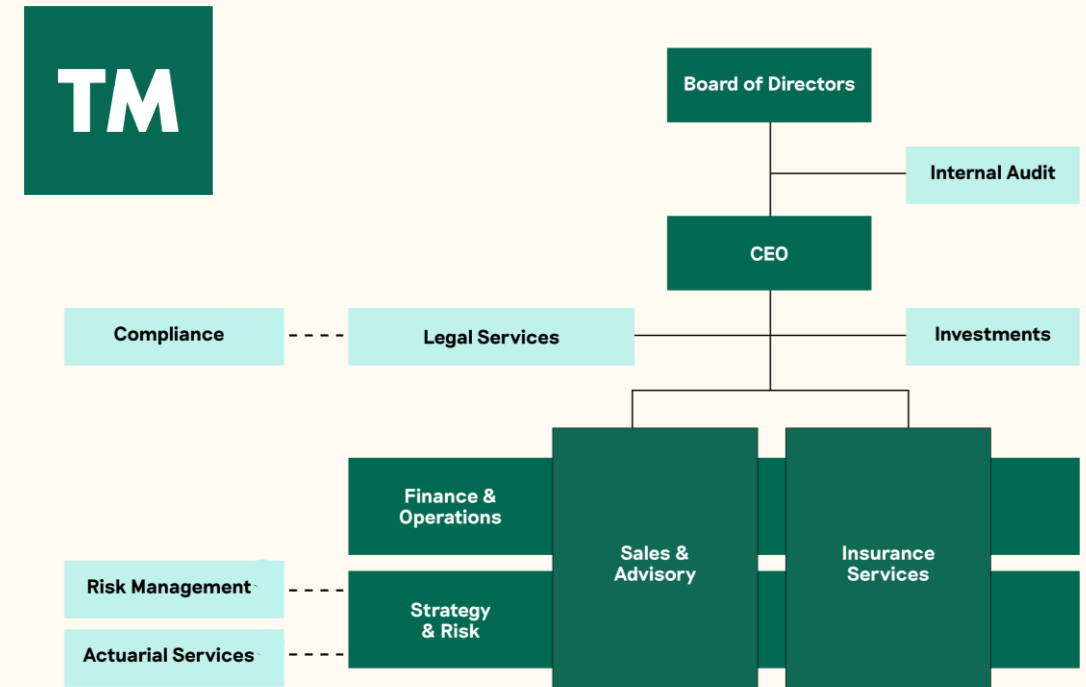 TM
Board of Directors
Internal Audit
CEO
Compliance
Legal Services
Investments
Finance &
Operations
Sales &
Advisory
Insurance
Services
Risk Management
Strategy
& Risk
Actuarial Services